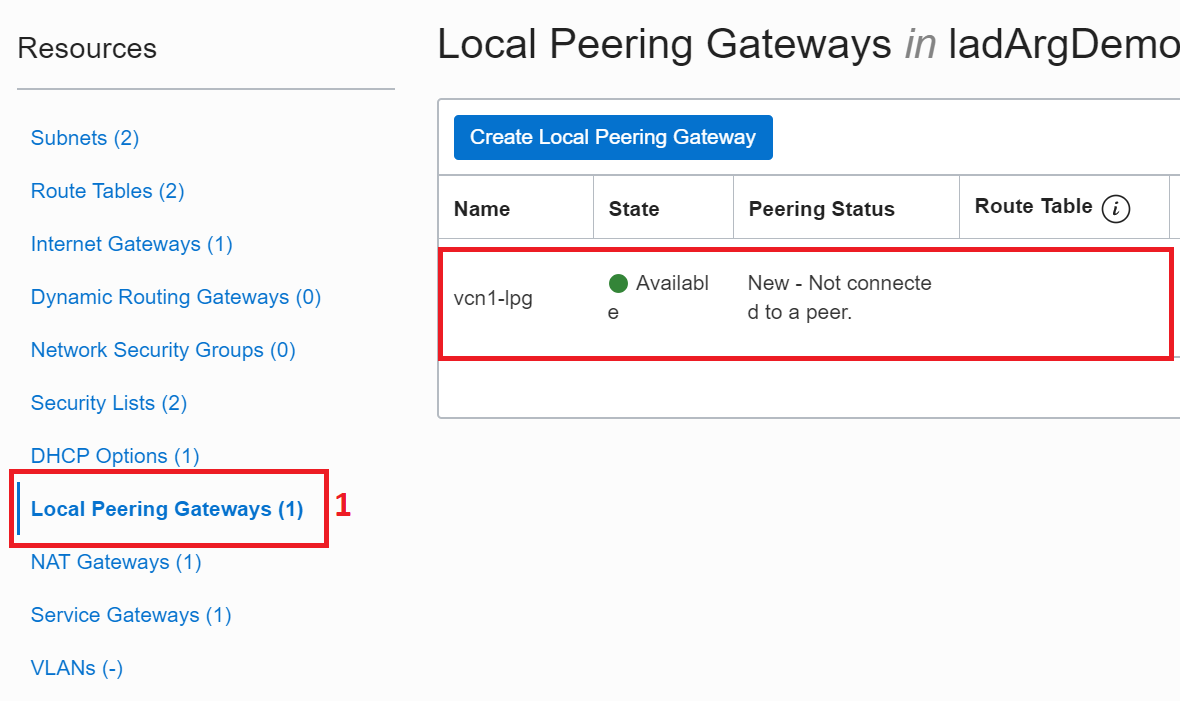 Resources
Subnets (2)
Route Tables (2)
Internet Gateways (1)
Dynamic Routing Gateways (0)
Network Security Groups (0)
Security Lists (2)
DHCP Options (1)
Local Peering Gateways (1)
1
NAT Gateways (1)
Service Gateways (1)
VLANs (-)
Local Peering Gateways in IadArgDemo
Create Local Peering Gateway
Name State Peering Status Route Table i
vcn1-lpg
Availabl
e
New - Not connecte
d to a peer.